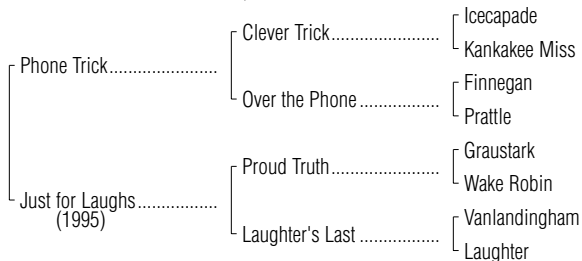 Icecapade
Clever Trick.......................
Kankakee Miss
Phone Trick.......................
Finnegan
Over the Phone .................
Prattle
Graustark
Proud Truth.......................
Wake Robin
Just for Laughs.................
(1995)
Vanlandingham
Laughter's Last .................
Laughter